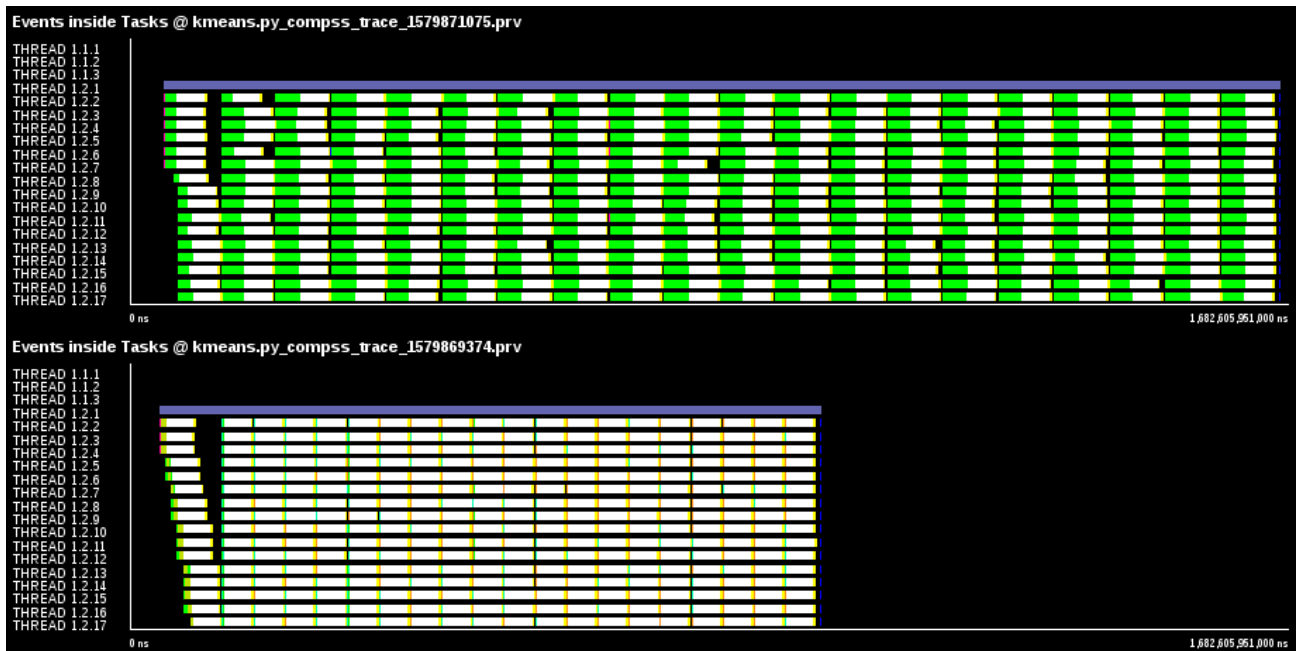 Events inside Tasks @ kmeans.py_compss_trace_1579871075.prv
THREAD 1.1.1
THREAD 1.1.2
THREAD 1.1.3
THREAD 1.2.1
THREAD 1.2.2
THREAD 1.2.3
THREAD 1.2.4
THREAD 1.2.5
THREAD 1.2.6
THREAD 1.2.7
THREAD 1.2.8
THREAD 1.2.9
THREAD 1.2.10
THREAD 1.2.11
THREAD 1.2.12
THREAD 1.2.13
THREAD 1.2.14
THREAD 1.2.15
THREAD 1.2.16
THREAD 1.2.17
0 ns 1,682,605,951,000 ns
Events inside Tasks @ kmeans.py_compss_trace_1579869374.prv
THREAD 1.1.1
THREAD 1.1.2
THREAD 1.1.3
THREAD 1.2.1
THREAD 1.2.2
THREAD 1.2.3
THREAD 1.2.4
THREAD 1.2.5
THREAD 1.2.6
THREAD 1.2.7
THREAD 1.2.8
THREAD 1.2.9
THREAD 1.2.10
THREAD 1.2.11
THREAD 1.2.12
THREAD 1.2.13
THREAD 1.2.14
THREAD 1.2.15
THREAD 1.2.16
THREAD 1.2.17
0 ns 1,682,605,951,000 ns